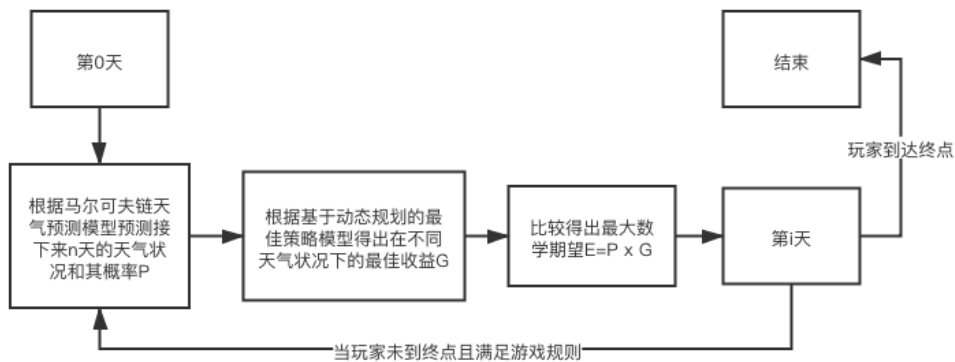 第0天
结束
玩家到达终点
根据马尔可夫链天
气预测模型预测接
下来n天的天气状
况和其概率P
根据基于动态规划的最
佳策略模型得出在不同
天气状况下的最佳收益G
比较得出最大数
学期望E=P x G
第i天
当玩家未到终点且满足游戏规则